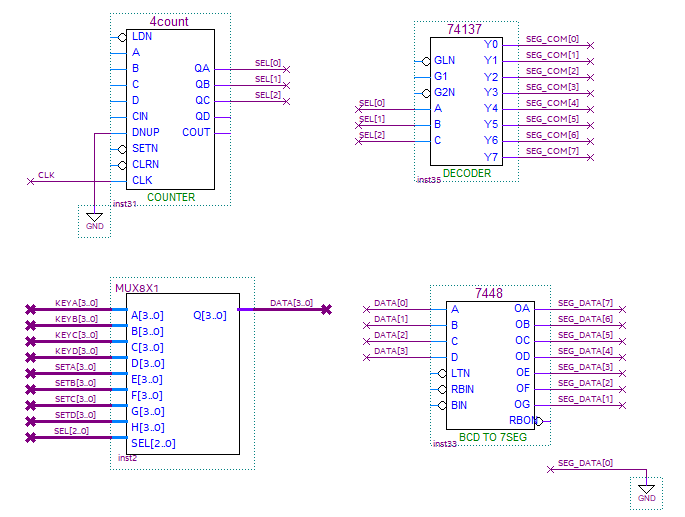 4count
LDN
A
B
C
D
CIN
DNUP
SETN
CLRN
CLK
QA
QB
QC
QD
COUT
SEL[0]
SEL[1]
SEL[2]
CLK
GND
inst31
COUNTER
74137
GLN
G1
G2N
A
B
C
Y0
Y1
Y2
Y3
Y4
Y5
Y6
Y7
SEL[0]
SEL[1]
SEL[2]
SEG_COM[0]
SEG_COM[1]
SEG_COM[2]
SEG_COM[3]
SEG_COM[4]
SEG_COM[5]
SEG_COM[6]
SEG_COM[7]
DECODER
inst35
MUX8X1
KEYA[3..0]
KEYB[3..0]
KEYC[3..0]
KEYD[3..0]
SETA[3..0]
SETB[3..0]
SETC[3..0]
SETD[3..0]
SEL[2..0]
A[3..0]
B[3..0]
C[3..0]
D[3..0]
E[3..0]
F[3..0]
G[3..0]
H[3..0]
SEL[2..0]
Q[3..0]
DATA[3..0]
inst2
7448
DATA[0]
DATA[1]
DATA[2]
DATA[3]
A
B
C
D
LTN
RBIN
BIN
OA
OB
OC
OD
OE
OF
OG
RBON
SEG_DATA[7]
SEG_DATA[6]
SEG_DATA[5]
SEG_DATA[4]
SEG_DATA[3]
SEG_DATA[2]
SEG_DATA[1]
BCD TO 7SEG
inst33
SEG_DATA[0]
GND